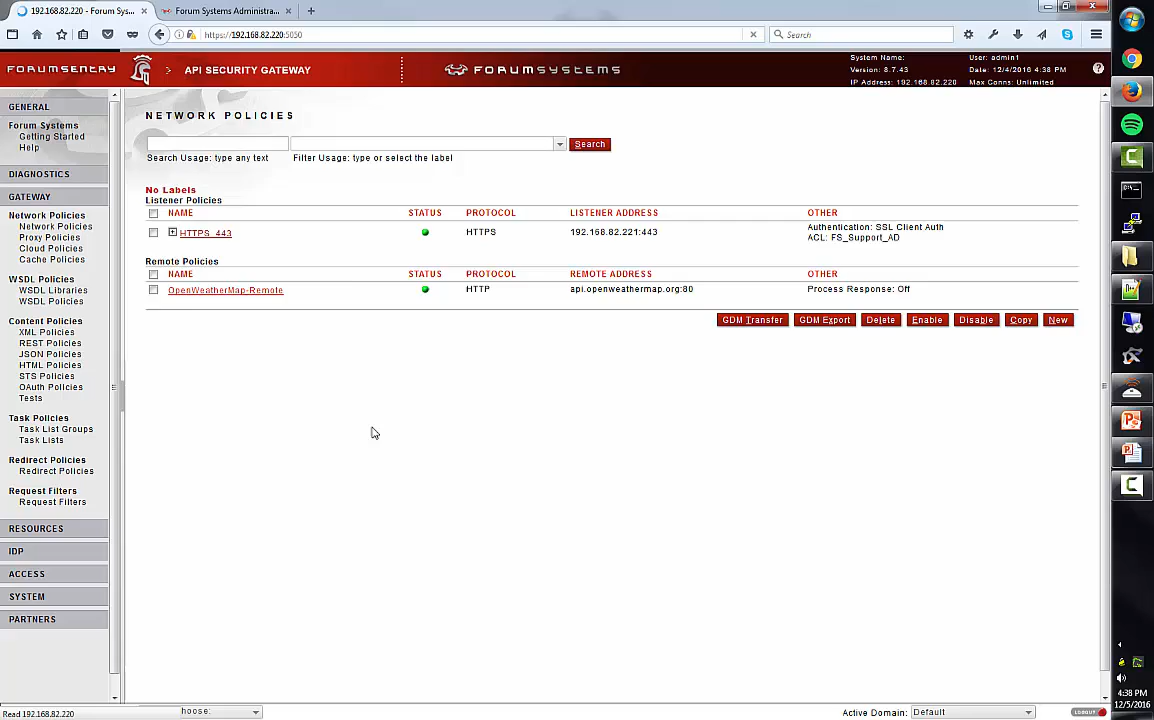 192.168.82.220 - Forum Sys... ×
Forum Systems Administra... ×
https://192.168.82.220:5050
Search
FORUMSENTRY
API SECURITY GATEWAY
FORUMSYSTEMS
System Name:
Version: 8.7.43
IP Address: 192.168.82.220
User: admin1
Date: 12/4/2016 4:38 PM
Max Conns: Unlimited
GENERAL
Forum Systems
Getting Started
Help
DIAGNOSTICS
GATEWAY
Network Policies
Network Policies
Proxy Policies
Cloud Policies
Cache Policies
WSDL Policies
WSDL Libraries
WSDL Policies
Content Policies
XML Policies
REST Policies
JSON Policies
HTML Policies
STS Policies
OAuth Policies
Tests
Task Policies
Task List Groups
Task Lists
Redirect Policies
Redirect Policies
Request Filters
Request Filters
RESOURCES
IDP
ACCESS
SYSTEM
PARTNERS
NETWORK POLICIES
Search
Search Usage: type any text
Filter Usage: type or select the label
No Labels
Listener Policies
NAME STATUS PROTOCOL LISTENER ADDRESS OTHER
HTTPS_443 HTTPS 192.168.82.221:443 Authentication: SSL Client Auth
ACL: FS_Support_AD
Remote Policies
NAME STATUS PROTOCOL REMOTE ADDRESS OTHER
OpenWeatherMap-Remote HTTP api.openweathermap.org:80 Process Response: Off
GDM Transfer GDM Export Delete Enable Disable Copy New
Read 192.168.82.220
hoose:
Active Domain: Default
LOGOUT
4:38 PM
12/5/2016